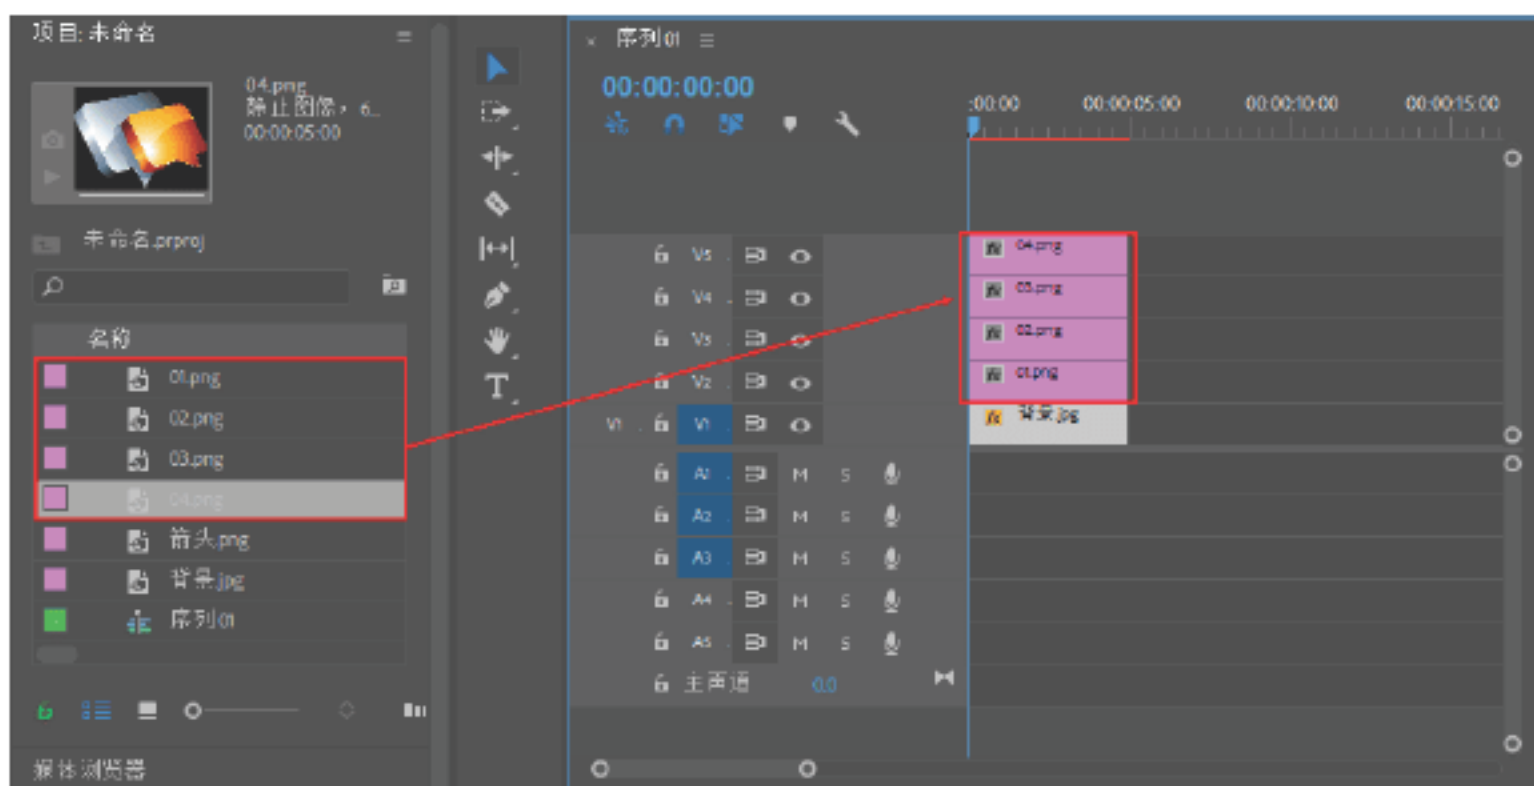 项目: 未命名
04.png
静止图像, 6...
00:00:05:00
未命名.prproj
名称
01.png
02.png
03.png
04.png
箭头.png
背景.jpg
序列 01
媒体浏览器
× 序列 01
00:00:00:00
:00:00 00:00:05:00 00:00:10:00 00:00:15:00
V5 04.png
V4 03.png
V3 02.png
V2 01.png
V1 V1 背景.jpg
A1 M S
A2 M S
A3 M S
A4 M S
A5 M S
主声道 0.0